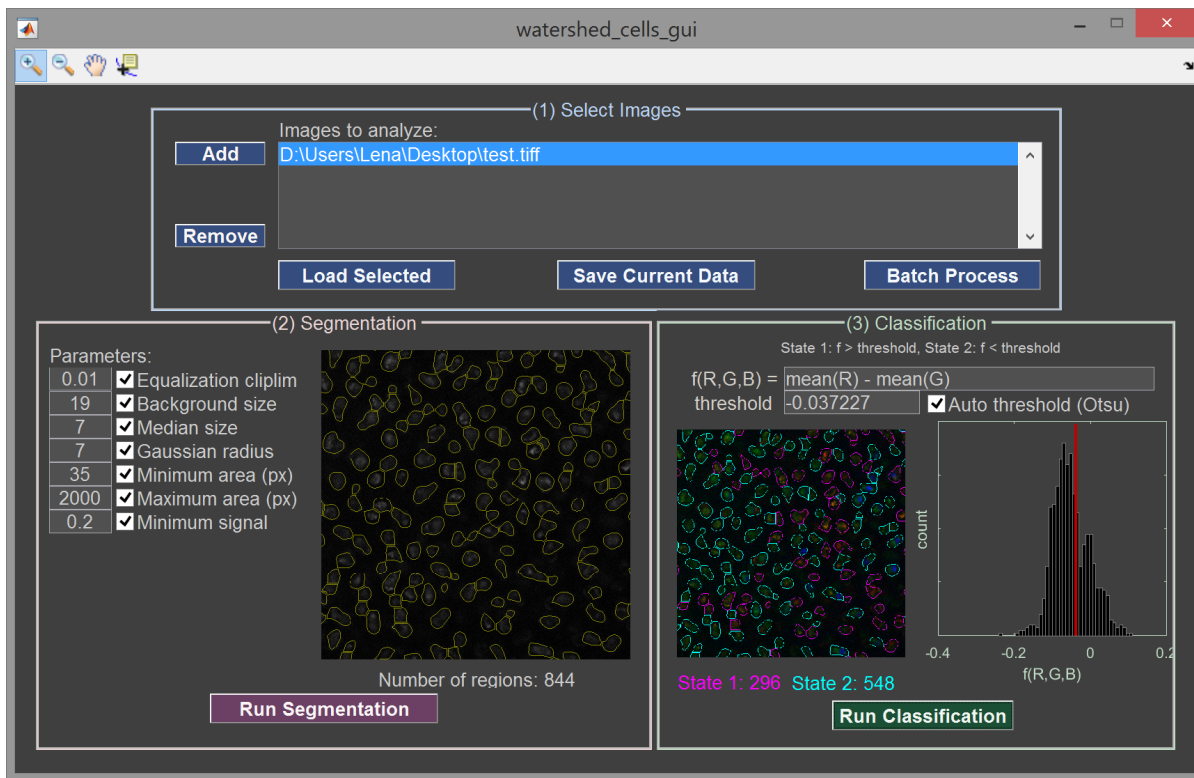 watershed_cells_gui
(1) Select Images
Images to analyze:
Add
D:\Users\Lena\Desktop\test.tiff
Remove
Load Selected
Save Current Data
Batch Process
(2) Segmentation
Parameters:
0.01 Equalization cliplim
19 Background size
7 Median size
7 Gaussian radius
35 Minimum area (px)
2000 Maximum area (px)
0.2 Minimum signal
Number of regions: 844
Run Segmentation
(3) Classification
State 1: f > threshold, State 2: f < threshold
f(R,G,B) = mean(R) - mean(G)
threshold -0.037227 Auto threshold (Otsu)
count
-0.4 -0.2 0 0.2
f(R,G,B)
State 1: 296 State 2: 548
Run Classification